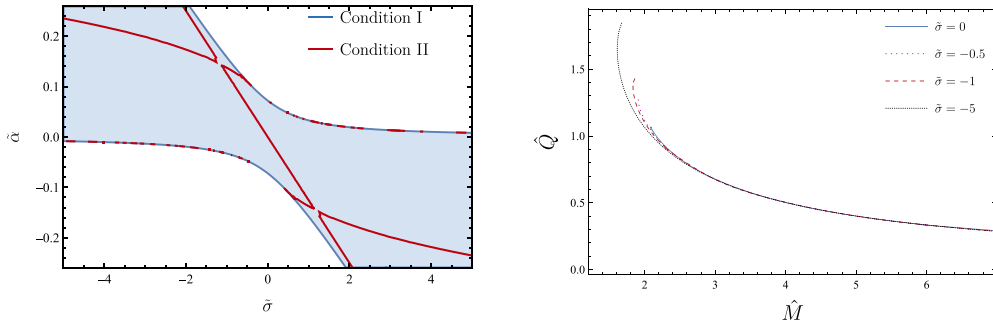 Condition I
Condition II
0.2
0.1
0.0
-0.1
-0.2
α̃
-4
-2
0
2
4
σ̃
σ̃ = 0
σ̃ = -0.5
σ̃ = -1
σ̃ = -5
1.5
1.0
0.5
0.0
Q̂
2
3
4
5
6
M̂